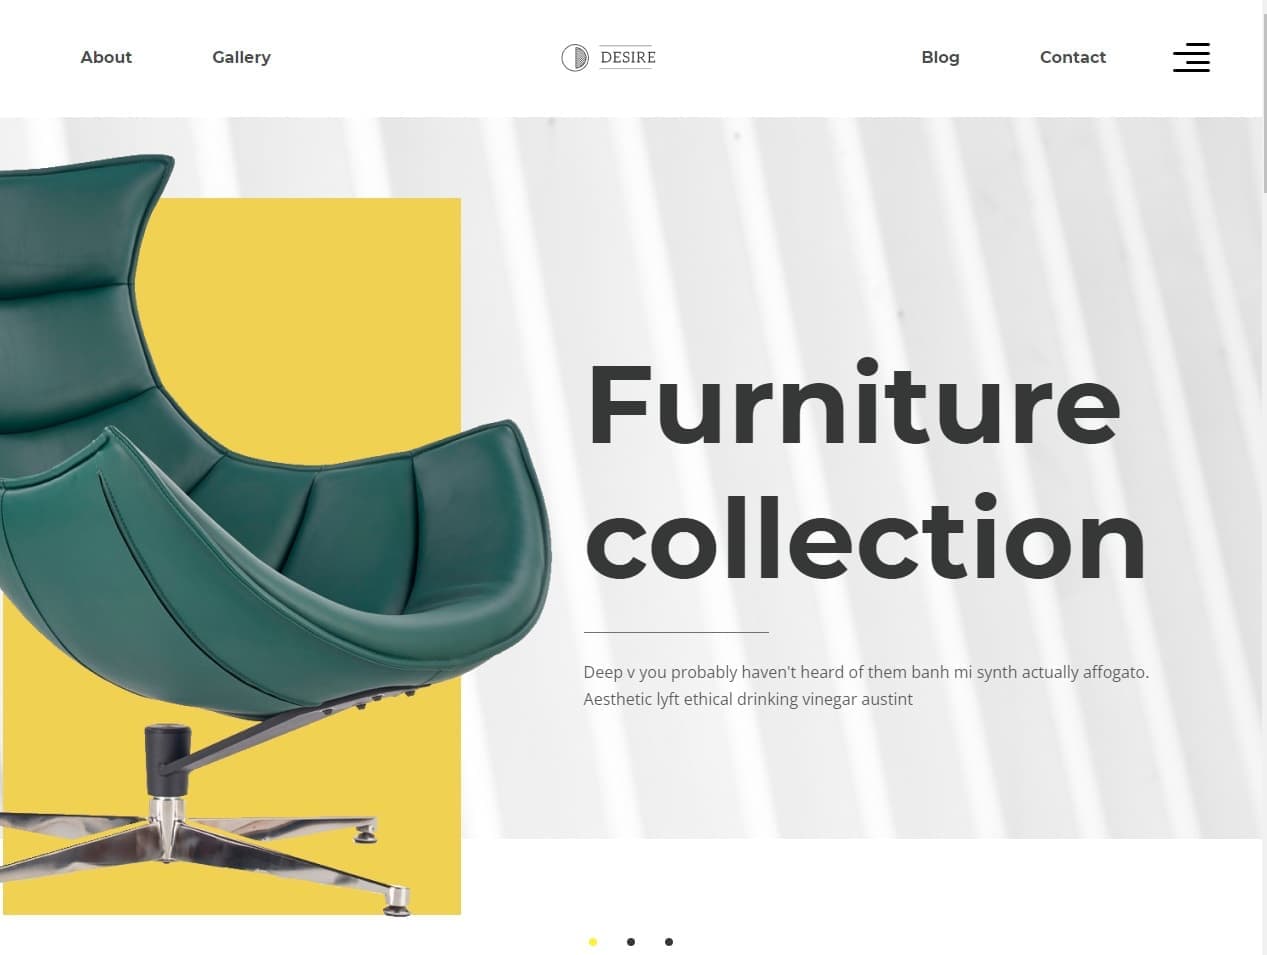 About
Gallery
DESIRE
Blog
Contact
Furniture
collection
Deep v you probably haven't heard of them banh mi synth actually affogato.
Aesthetic lyft ethical drinking vinegar austint